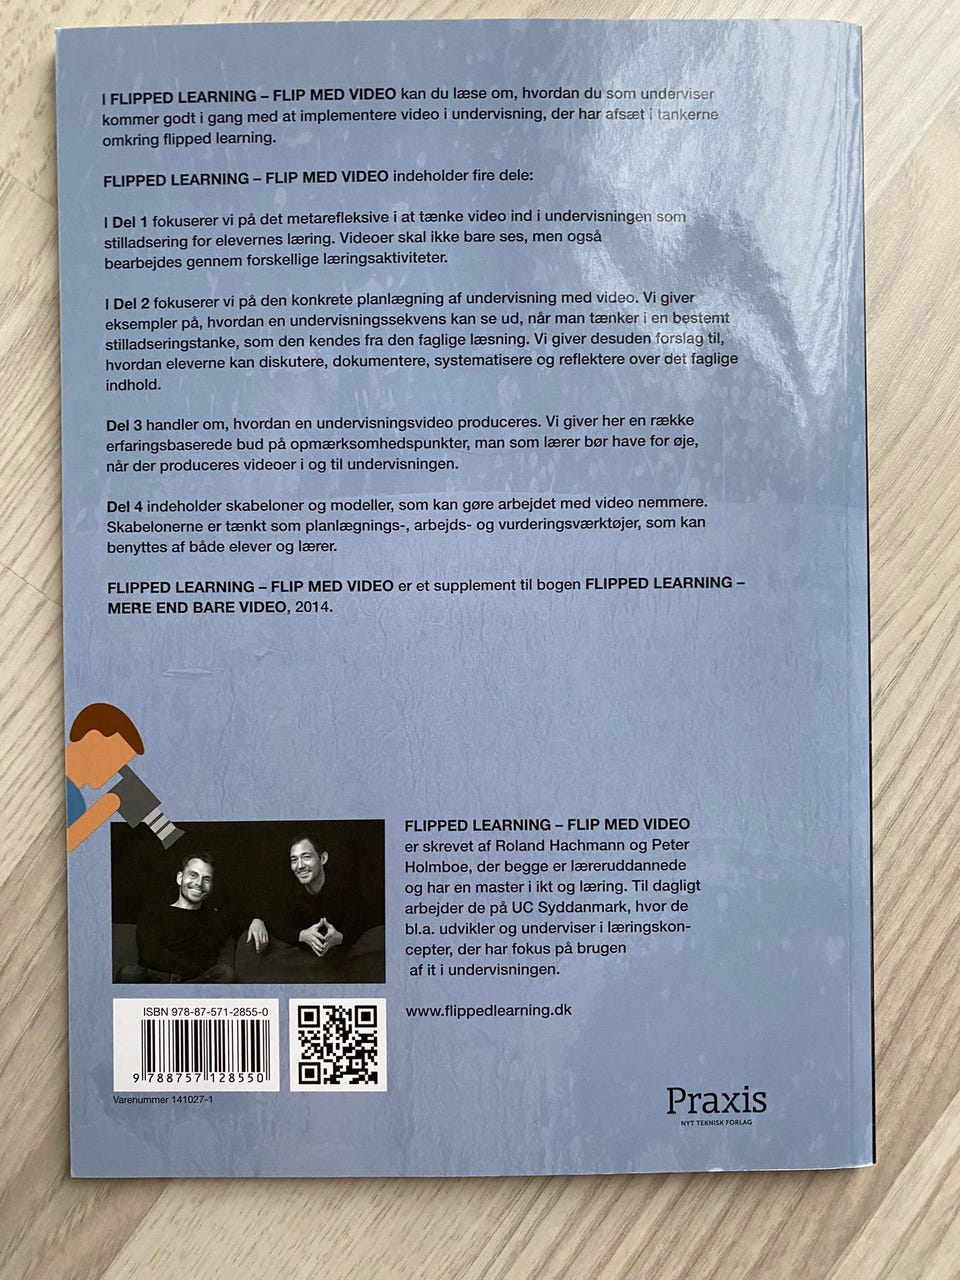 I FLIPPED LEARNING – FLIP MED VIDEO kan du læse om, hvordan du som underviser
kommer godt i gang med at implementere video i undervisning, der har afsæt i tankerne
omkring flipped learning.
FLIPPED LEARNING – FLIP MED VIDEO indeholder fire dele:
I Del 1 fokuserer vi på det metarefleksive i at tænke video ind i undervisningen som
stilladsering for elevernes læring. Videoer skal ikke bare ses, men også
bearbejdes gennem forskellige læringsaktiviteter.
I Del 2 fokuserer vi på den konkrete planlægning af undervisning med video. Vi giver
eksempler på, hvordan en undervisningssekvens kan se ud, når man tænker i en bestemt
stilladseringstanke, som den kendes fra den faglige læsning. Vi giver desuden forslag til,
hvordan eleverne kan diskutere, dokumentere, systematisere og reflektere over det faglige
indhold.
Del 3 handler om, hvordan en undervisningsvideo produceres. Vi giver her en række
erfaringsbaserede bud på opmærksomhedspunkter, man som lærer bør have for øje,
når der produceres videoer i og til undervisningen.
Del 4 indeholder skabeloner og modeller, som kan gøre arbejdet med video nemmere.
Skabelonerne er tænkt som planlægnings-, arbejds- og vurderingsværktøjer, som kan
benyttes af både elever og lærer.
FLIPPED LEARNING – FLIP MED VIDEO er et supplement til bogen FLIPPED LEARNING –
MERE END BARE VIDEO, 2014.
FLIPPED LEARNING – FLIP MED VIDEO
er skrevet af Roland Hachmann og Peter
Holmboe, der begge er læreruddannede
og har en master i ikt og læring. Til dagligt
arbejder de på UC Syddanmark, hvor de
bl.a. udvikler og underviser i læringskon-
cepter, der har fokus på brugen
af it i undervisningen.
www.flippedlearning.dk
ISBN 978-87-571-2855-0
9 788757 128550
Varenummer 141027-1
Praxis
NYT TEKNISK FORLAG